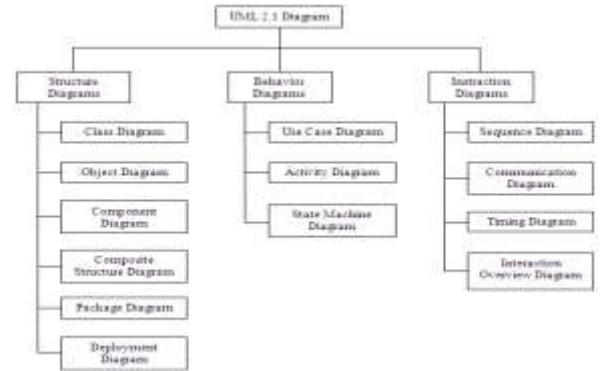 UML 2.1 Diagram
Structure
Diagrams
Behavior
Diagrams
Instraction
Diagrams
Class Diagram
Object Diagram
Component
Diagram
Composite
Structure Diagram
Package Diagram
Deployment
Diagram
Use Case Diagram
Activity Diagram
State Machine
Diagram
Sequence Diagram
Communication
Diagram
Timing Diagram
Interaction
Overview Diagram